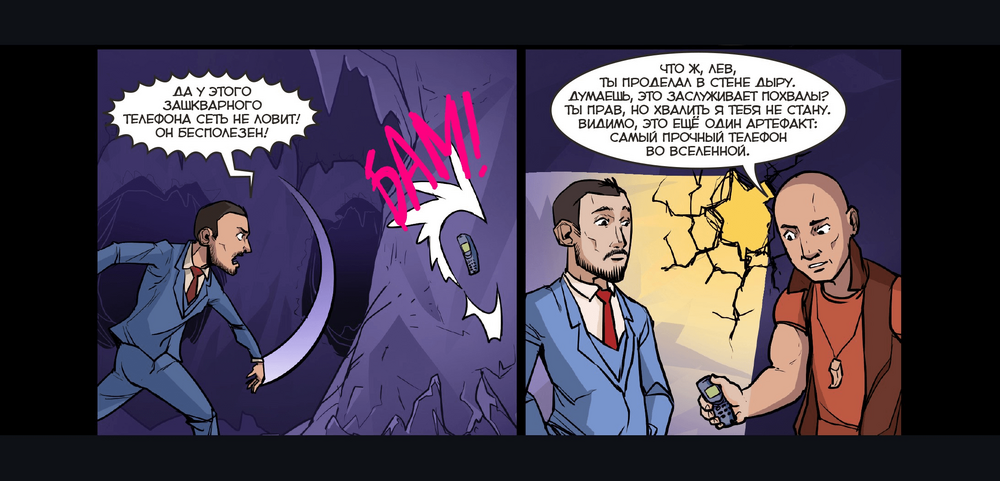 ДА У ЭТОГО
ЗАШКВАРНОГО
ТЕЛЕФОНА СЕТЬ НЕ ЛОВИТ!
ОН БЕСПОЛЕЗЕН!
БАМ!
ЧТО Ж, ЛЕВ,
ТЫ ПРОДЕЛАЛ В СТЕНЕ ДЫРУ.
ДУМАЕШЬ, ЭТО ЗАСЛУЖИВАЕТ ПОХВАЛЫ?
ТЫ ПРАВ, НО ХВАЛИТЬ Я ТЕБЯ НЕ СТАНУ.
ВИДИМО, ЭТО ЕЩЁ ОДИН АРТЕФАКТ:
САМЫЙ ПРОЧНЫЙ ТЕЛЕФОН
ВО ВСЕЛЕННОЙ.